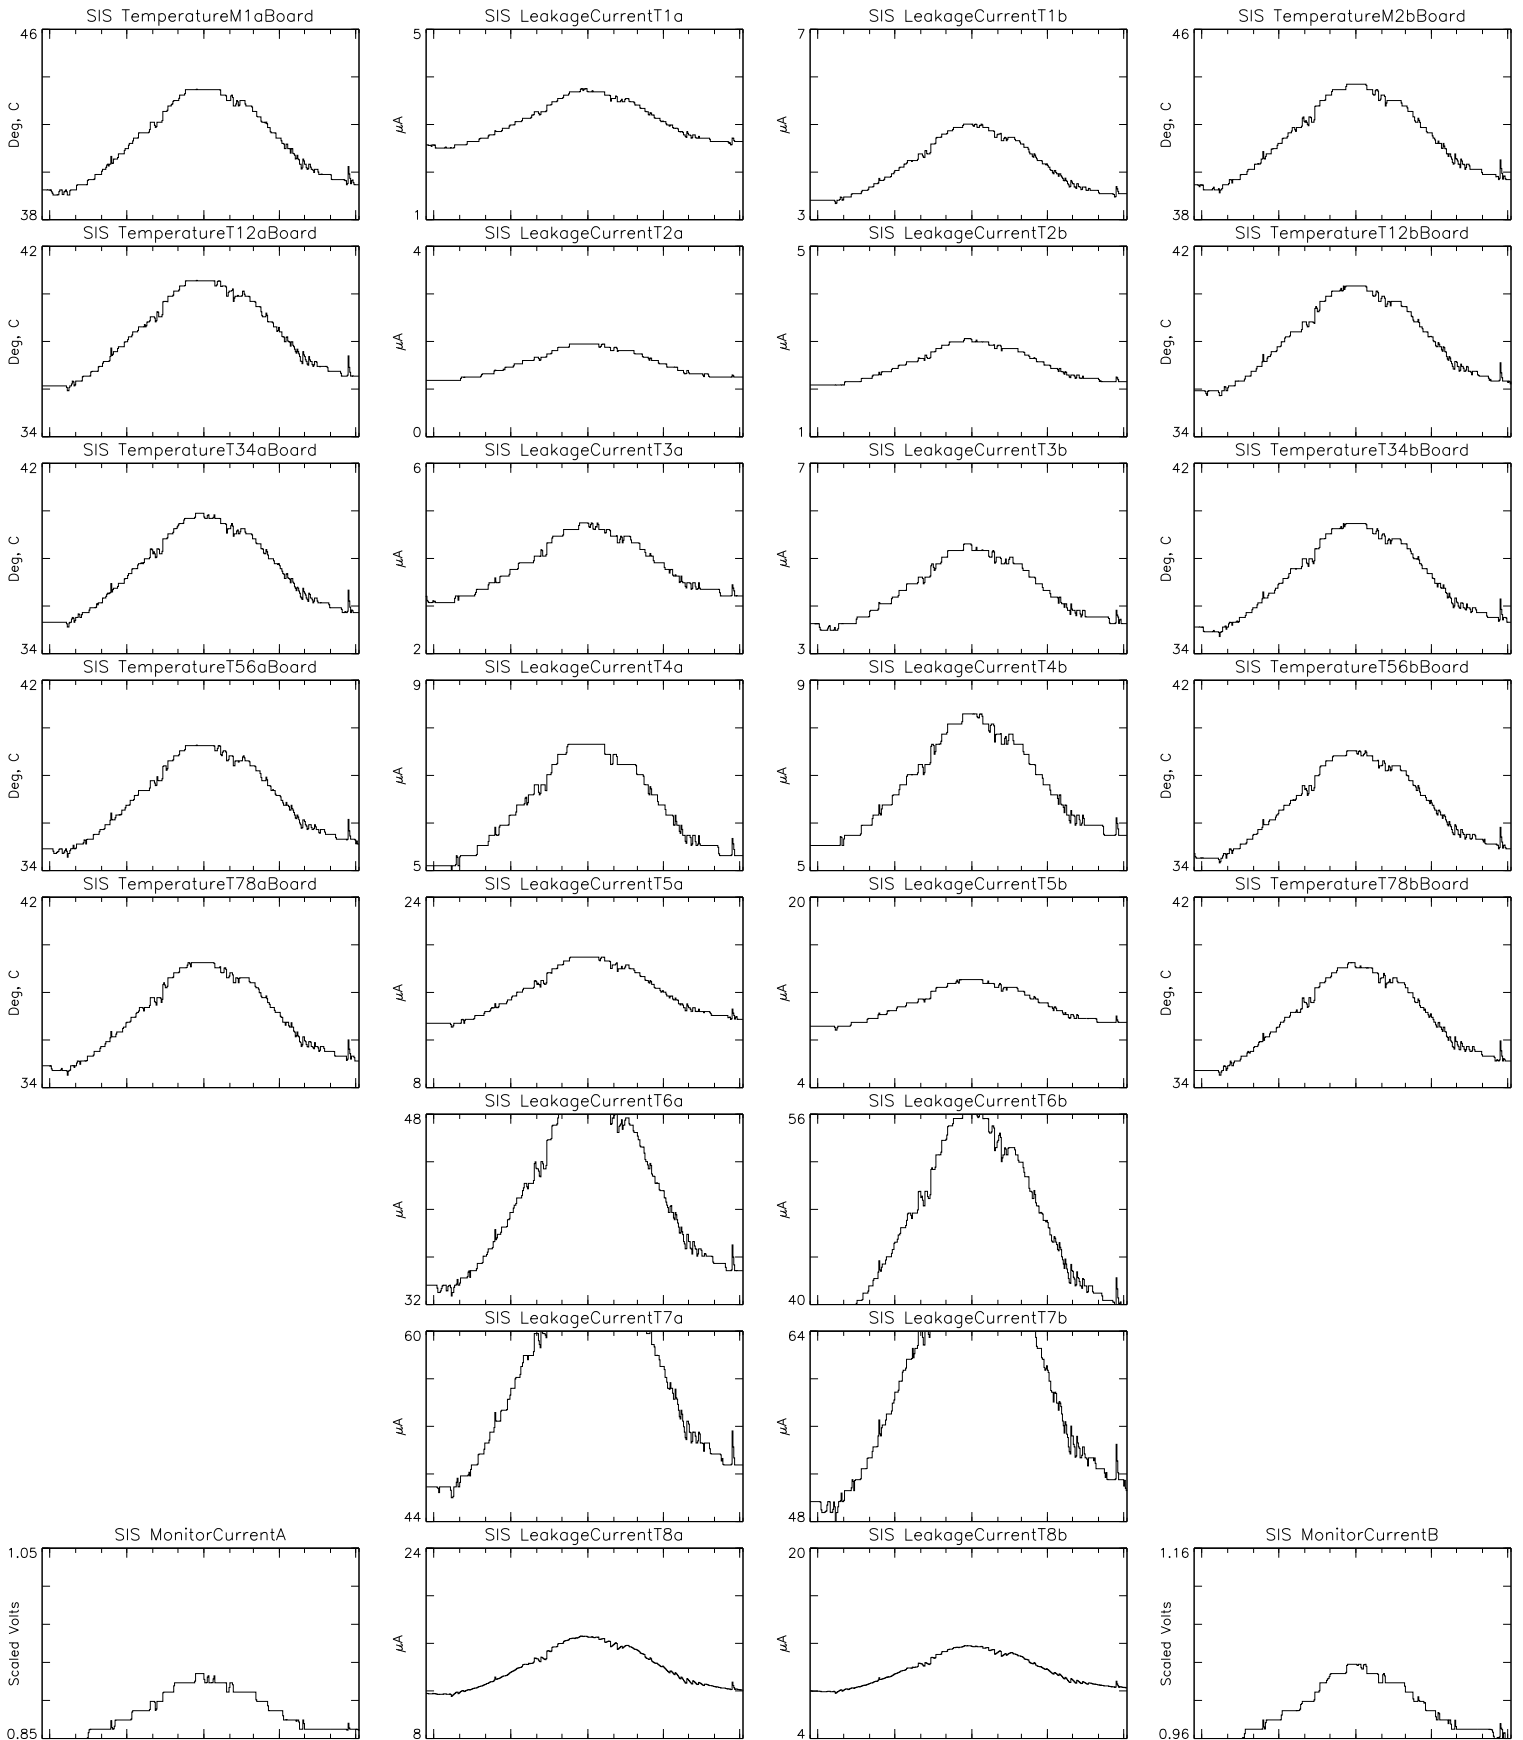 SIS TemperatureM1aBoard
46
Deg, C
38
SIS LeakageCurrentT1a
5
μA
1
SIS LeakageCurrentT1b
7
μA
3
SIS TemperatureM2bBoard
46
Deg, C
38
SIS TemperatureT12aBoard
42
Deg, C
34
SIS LeakageCurrentT2a
4
μA
0
SIS LeakageCurrentT2b
5
μA
1
SIS TemperatureT12bBoard
42
Deg, C
34
SIS TemperatureT34aBoard
42
Deg, C
34
SIS LeakageCurrentT3a
6
μA
2
SIS LeakageCurrentT3b
7
μA
3
SIS TemperatureT34bBoard
42
Deg, C
34
SIS TemperatureT56aBoard
42
Deg, C
34
SIS LeakageCurrentT4a
9
μA
5
SIS LeakageCurrentT4b
9
μA
5
SIS TemperatureT56bBoard
42
Deg, C
34
SIS TemperatureT78aBoard
42
Deg, C
34
SIS LeakageCurrentT5a
24
μA
8
SIS LeakageCurrentT5b
20
μA
4
SIS TemperatureT78bBoard
42
Deg, C
34
SIS LeakageCurrentT6a
48
μA
32
SIS LeakageCurrentT6b
56
μA
40
SIS LeakageCurrentT7a
60
μA
44
SIS LeakageCurrentT7b
64
μA
48
SIS MonitorCurrentA
1.05
Scaled Volts
0.85
SIS LeakageCurrentT8a
24
μA
8
SIS LeakageCurrentT8b
20
μA
4
SIS MonitorCurrentB
1.16
Scaled Volts
0.96